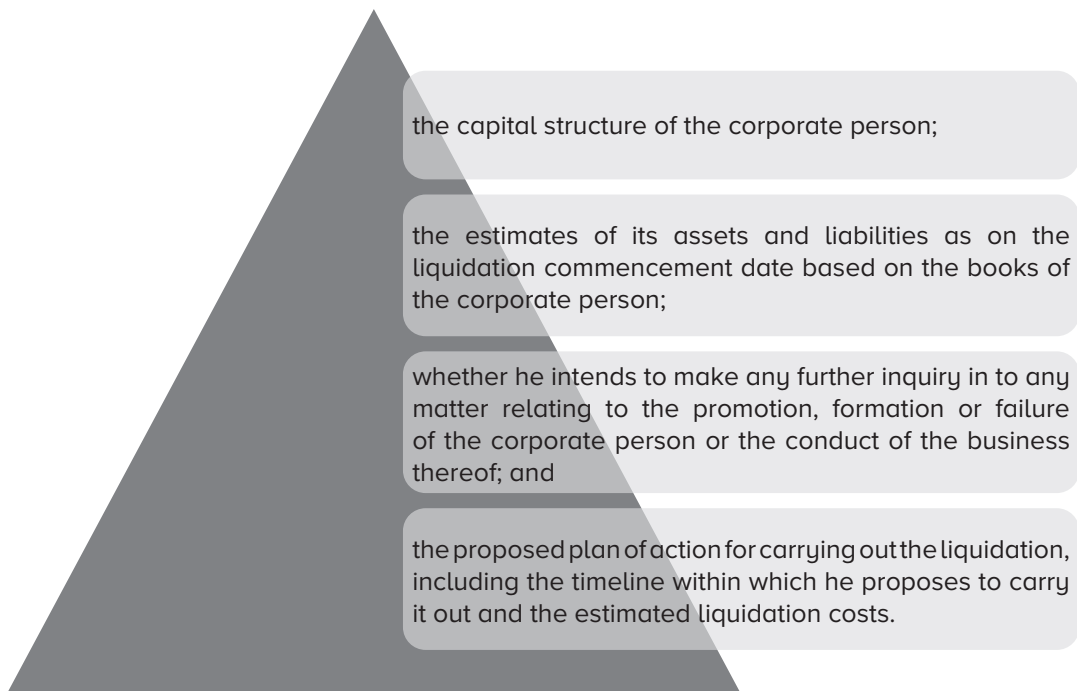 the capital structure of the corporate person;
the estimates of its assets and liabilities as on the
liquidation commencement date based on the books of
the corporate person;
whether he intends to make any further inquiry in to any
matter relating to the promotion, formation or failure
of the corporate person or the conduct of the business
thereof; and
the proposed plan of action for carrying out the liquidation,
including the timeline within which he proposes to carry
it out and the estimated liquidation costs.